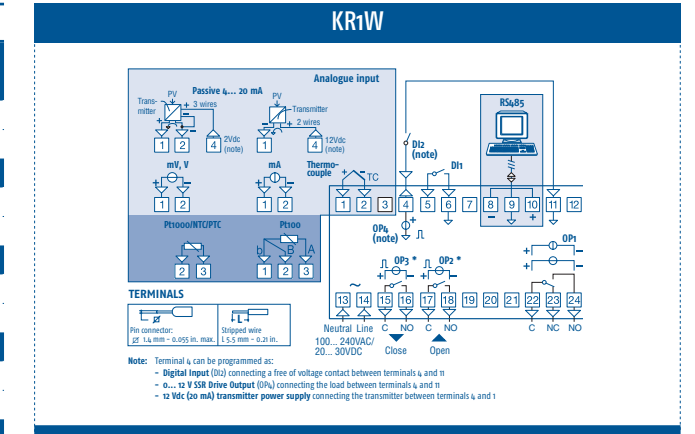 KR1W
Analogue input
Passive 4... 20 mA
PV
Trans-
mitter
+ 3 wires
1 2 4 2Vdc
(note)
PV
Transmitter
+ 2 wires
1 2 4 12Vdc
(note)
mV, V
+ -
1 2
mA
+ -
1 2
Thermo-
couple
TC
Pt1000/NTC/PTC
2 3
Pt100
b B A
1 2 3
DI2
(note)
DI1
RS485
1 2 3 4 5 6 7 8 9 10 11 12
- +
OP4
(note)
OP3 *
OP2 *
OP1
+ -
+ -
~
13 14 15 16 17 18 19 20 21 22 23 24
Neutral Line C NO C NO C NC NO
100... 240VAC/
20... 30VDC
Close
Open
TERMINALS
Pin connector:
Ø 1.4 mm - 0.055 in. max.
L
Stripped wire
L 5.5 mm - 0.21 in.
Note: Terminal 4 can be programmed as:
- Digital Input (DI2) connecting a free of voltage contact between terminals 4 and 11
- 0... 12 V SSR Drive Output (OP4) connecting the load between terminals 4 and 11
- 12 Vdc (20 mA) transmitter power supply connecting the transmitter between terminals 4 and 1